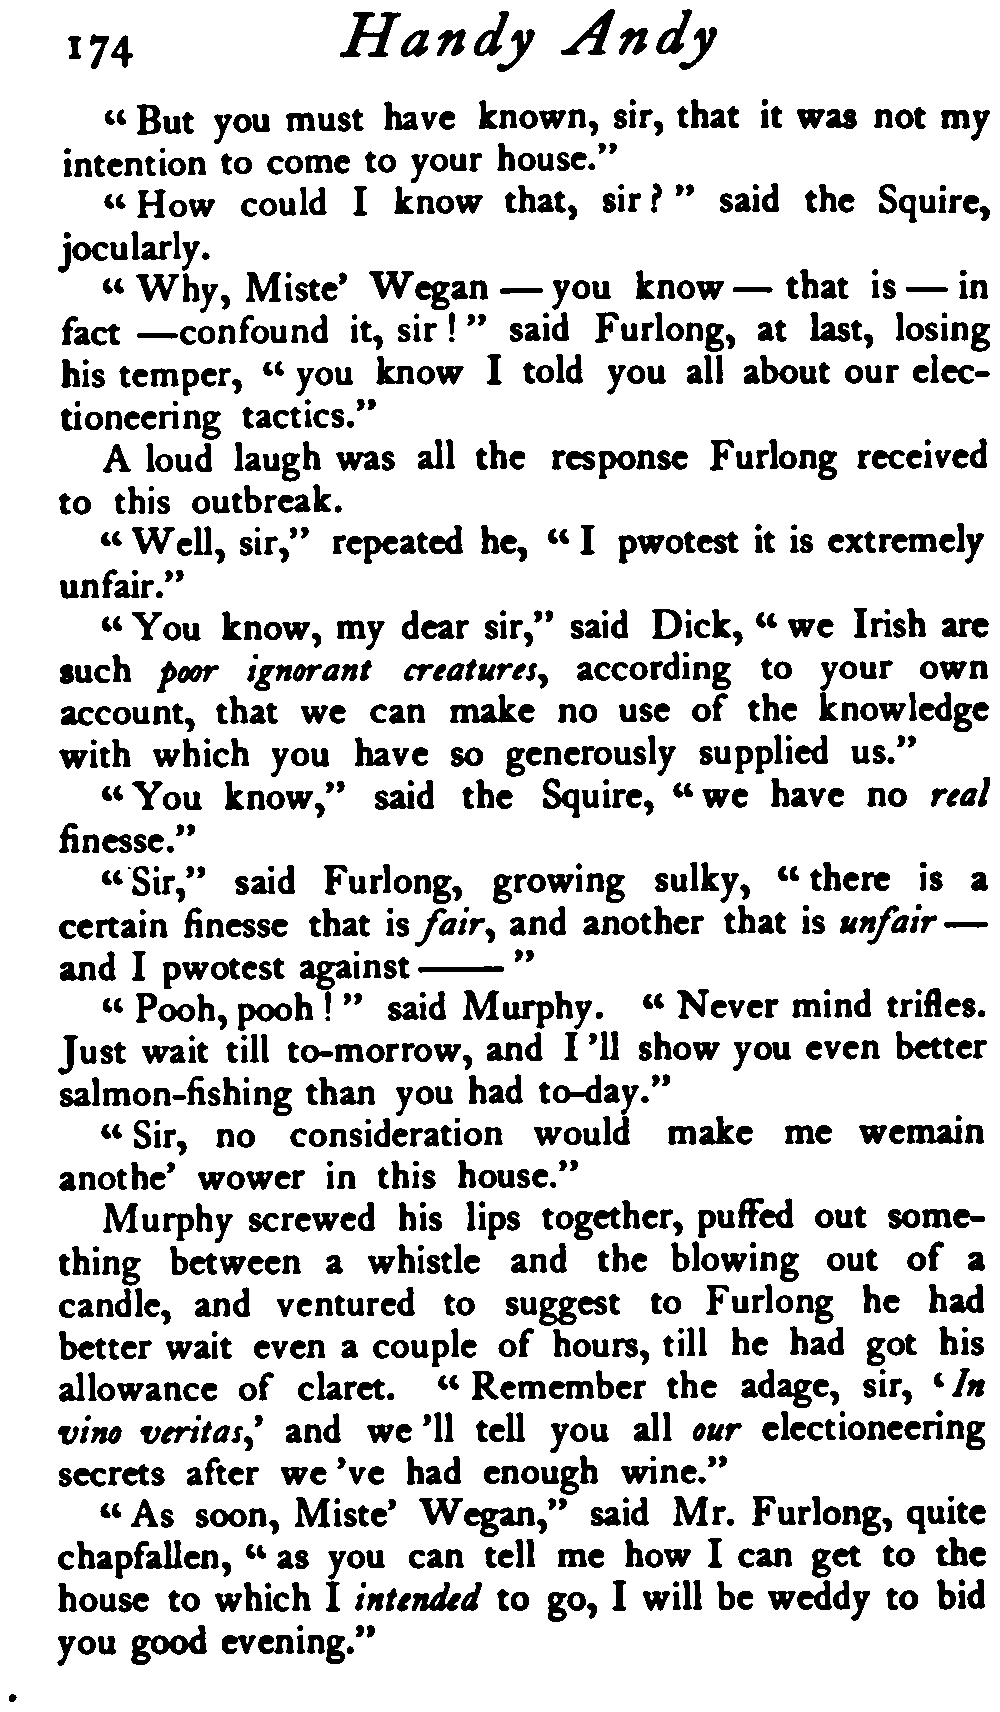 174 Handy Andy
“ But you must have known, sir, that it was not my
intention to come to your house.”
“ How could I know that, sir ? ” said the Squire,
jocularly.
“ Why, Miste’ Wegan — you know — that is — in
fact —confound it, sir ! ” said Furlong, at last, losing
his temper, “ you know I told you all about our elec-
tioneering tactics.”
A loud laugh was all the response Furlong received
to this outbreak.
“ Well, sir,” repeated he, “ I pwotest it is extremely
unfair.”
“ You know, my dear sir,” said Dick, “ we Irish are
such poor ignorant creatures, according to your own
account, that we can make no use of the knowledge
with which you have so generously supplied us.”
“ You know,” said the Squire, “ we have no real
finesse.”
“ Sir,” said Furlong, growing sulky, “ there is a
certain finesse that is fair, and another that is unfair —
and I pwotest against —— ”
“ Pooh, pooh ! ” said Murphy. “ Never mind trifles.
Just wait till to-morrow, and I ’ll show you even better
salmon-fishing than you had to-day.”
“ Sir, no consideration would make me wemain
anothe’ wower in this house.”
Murphy screwed his lips together, puffed out some-
thing between a whistle and the blowing out of a
candle, and ventured to suggest to Furlong he had
better wait even a couple of hours, till he had got his
allowance of claret. “ Remember the adage, sir, ‘ In
vino veritas,’ and we ’ll tell you all our electioneering
secrets after we ’ve had enough wine.”
“ As soon, Miste’ Wegan,” said Mr. Furlong, quite
chapfallen, “ as you can tell me how I can get to the
house to which I intended to go, I will be weddy to bid
you good evening.”